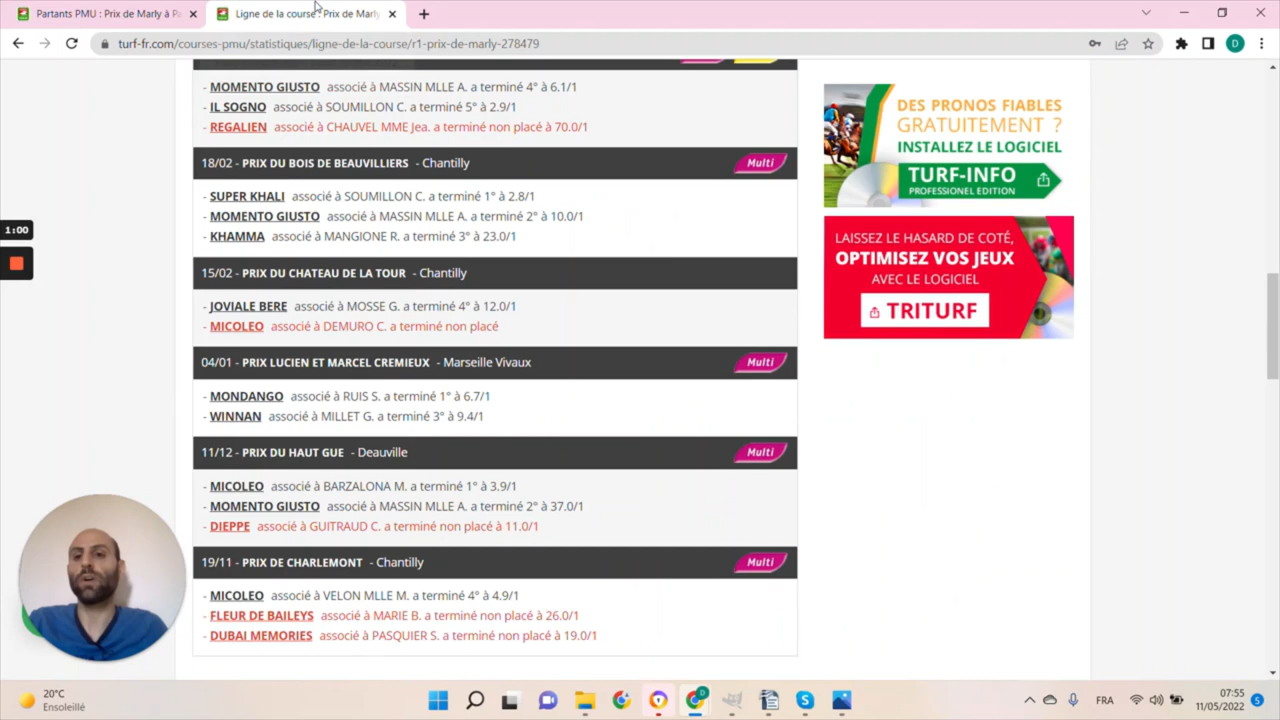 Partants PMU : Prix de Marly à Pa
Ligne de la course : Prix de Marly
turf-fr.com/courses-pmu/statistiques/ligne-de-la-course/r1-prix-de-marly-278479
D
- MOMENTO GIUSTO associé à MASSIN MLLE A. a terminé 4° à 6.1/1
- IL SOGNO associé à SOUMILLON C. a terminé 5° à 2.9/1
- REGALIEN associé à CHAUVEL MME Jea. a terminé non placé à 70.0/1
18/02 - PRIX DU BOIS DE BEAUVILLIERS - Chantilly Multi
- SUPER KHALI associé à SOUMILLON C. a terminé 1° à 2.8/1
- MOMENTO GIUSTO associé à MASSIN MLLE A. a terminé 2° à 10.0/1
- KHAMMA associé à MANGIONE R. a terminé 3° à 23.0/1
15/02 - PRIX DU CHATEAU DE LA TOUR - Chantilly
- JOVIALE BERE associé à MOSSE G. a terminé 4° à 12.0/1
- MICOLEO associé à DEMURO C. a terminé non placé
04/01 - PRIX LUCIEN ET MARCEL CREMIEUX - Marseille Vivaux Multi
- MONDANGO associé à RUIS S. a terminé 1° à 6.7/1
- WINNAN associé à MILLET G. a terminé 3° à 9.4/1
11/12 - PRIX DU HAUT GUE - Deauville Multi
- MICOLEO associé à BARZALONA M. a terminé 1° à 3.9/1
- MOMENTO GIUSTO associé à MASSIN MLLE A. a terminé 2° à 37.0/1
- DIEPPE associé à GUITRAUD C. a terminé non placé à 11.0/1
19/11 - PRIX DE CHARLEMONT - Chantilly Multi
- MICOLEO associé à VELON MLLE M. a terminé 4° à 4.9/1
- FLEUR DE BAILEYS associé à MARIE B. a terminé non placé à 26.0/1
- DUBAI MEMORIES associé à PASQUIER S. a terminé non placé à 19.0/1
DES PRONOS FIABLES
GRATUITEMENT ?
INSTALLEZ LE LOGICIEL
TURF-INFO
PROFESSIONEL EDITION
LAISSEZ LE HASARD DE COTÉ,
OPTIMISEZ VOS JEUX
AVEC LE LOGICIEL
TRITURF
1:00
20°C
Ensoleillé
D
FRA
07:55
11/05/2022
5